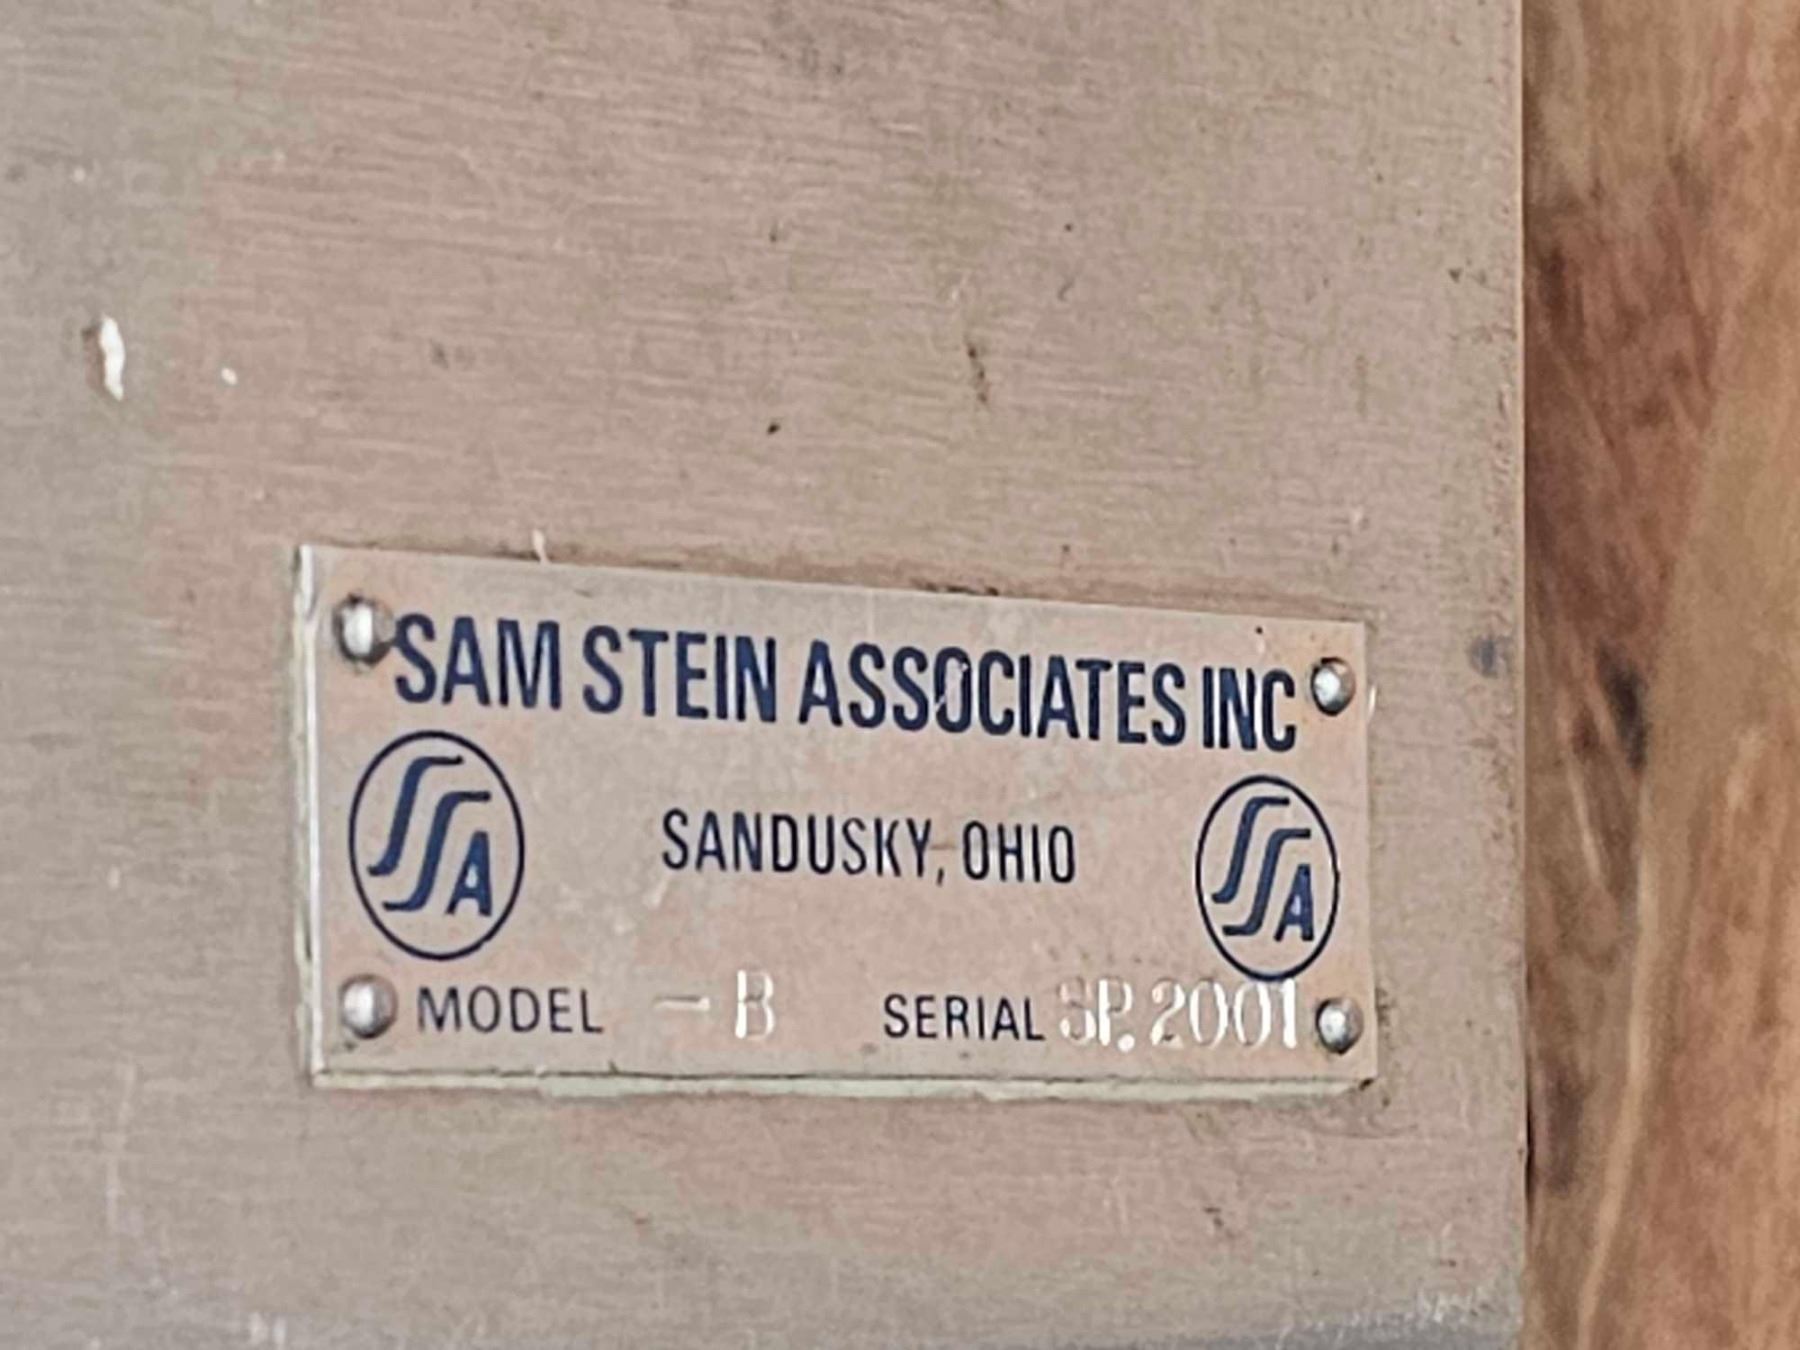 SAM STEIN ASSOCIATES INC
SSA SANDUSKY, OHIO SSA
MODEL - B SERIAL SP.2001